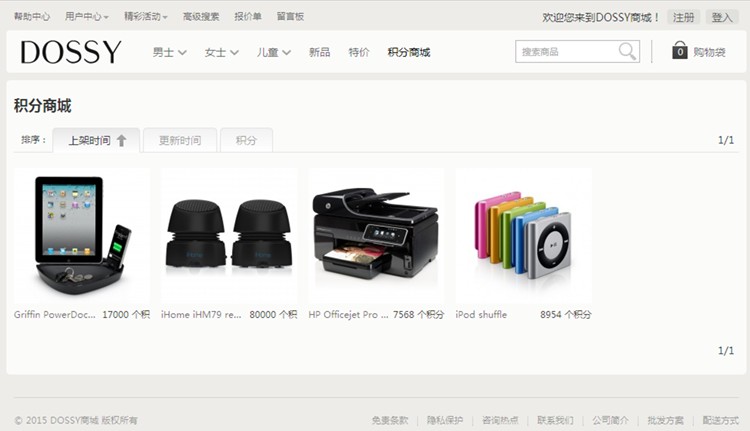 帮助中心 用户中心 精彩活动 高级搜索 报价单 留言板 欢迎您来到DOSSY商城！ 注册 登入
DOSSY 男士 女士 儿童 新品 特价 积分商城 搜索商品 0 购物袋
积分商城
排序： 上架时间 更新时间 积分 1/1
Griffin PowerDoc... 17000 个积 iHome iHM79 re... 80000 个积 HP Officejet Pro ... 7568 个积分 iPod shuffle 8954 个积分
1/1
© 2015 DOSSY商城 版权所有 免责条款 隐私保护 咨询热点 联系我们 公司简介 批发方案 配送方式